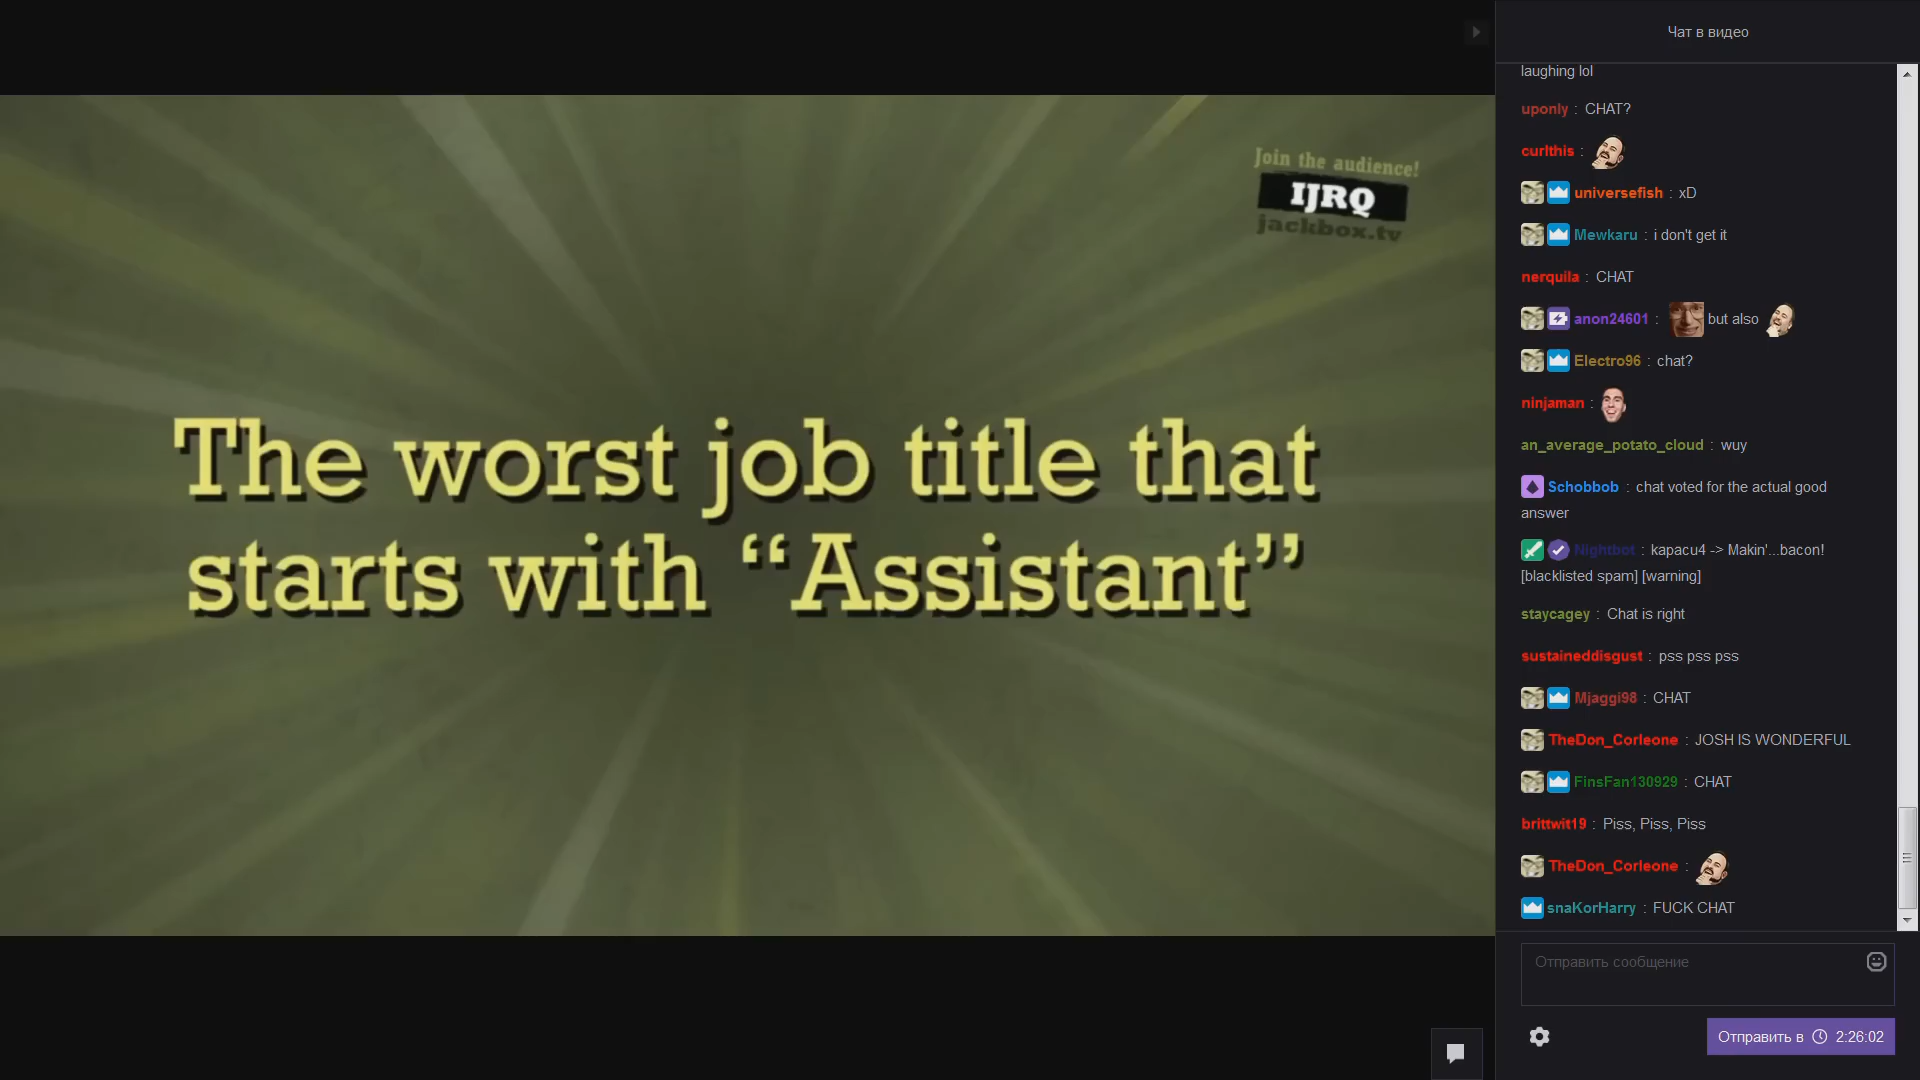 Join the audience!
IJRQ
jackbox.tv
The worst job title that
starts with “Assistant”
Чат в видео
laughing lol
uponly : CHAT?
curlthis :
universefish : xD
Mewkaru : i don't get it
nerquila : CHAT
anon24601 : but also
Electro96 : chat?
ninjaman :
an_average_potato_cloud : wuy
Schobbob : chat voted for the actual good
answer
Nightbot : kapacu4 -> Makin'...bacon!
[blacklisted spam] [warning]
staycagey : Chat is right
sustaineddisgust : pss pss pss
Mjaggi98 : CHAT
TheDon_Corleone : JOSH IS WONDERFUL
FinsFan130929 : CHAT
brittwit19 : Piss, Piss, Piss
TheDon_Corleone :
snaKorHarry : FUCK CHAT
Отправить сообщение
Отправить в 2:26:02